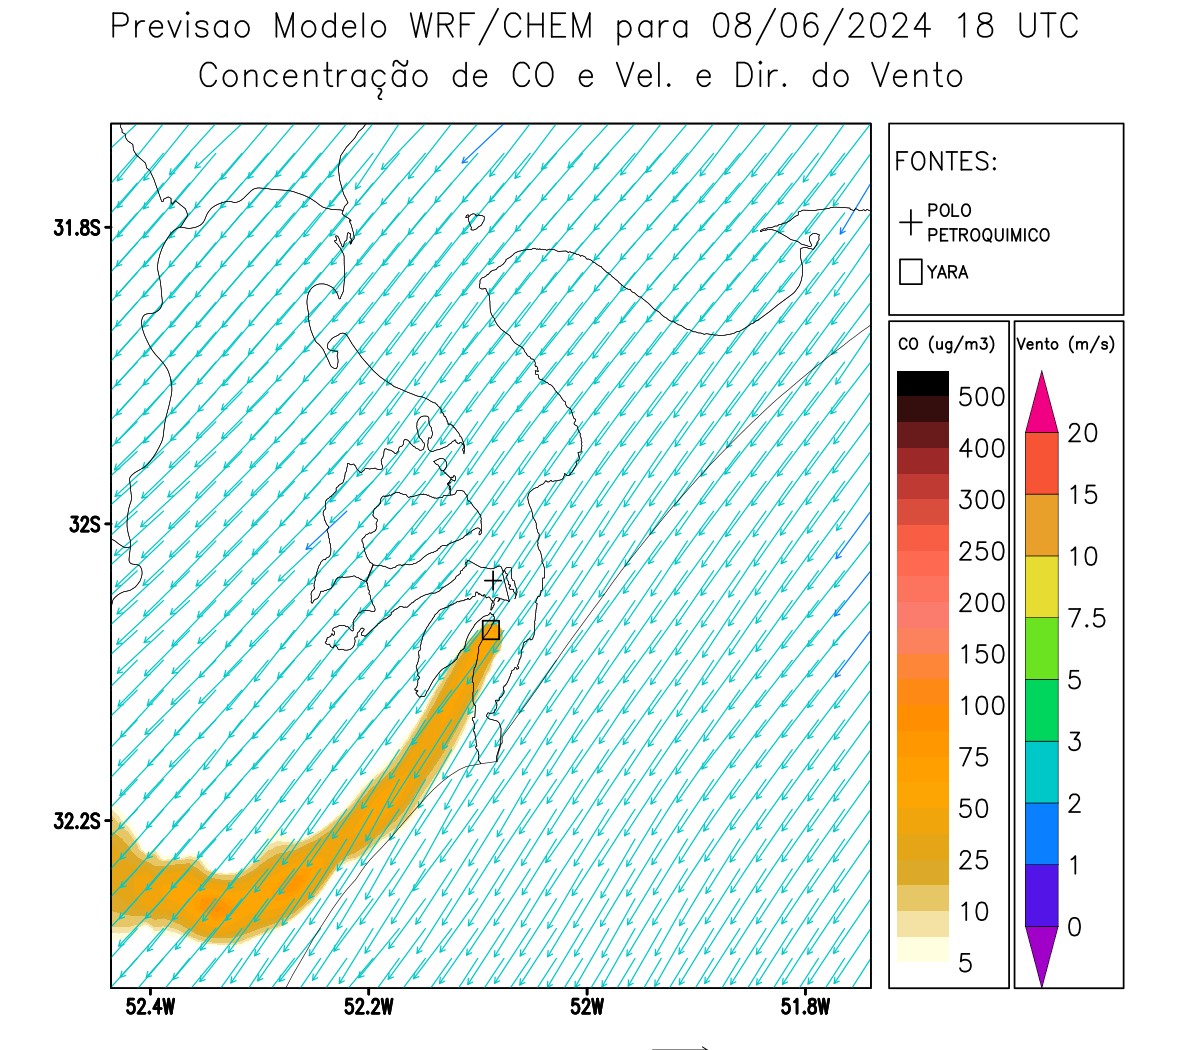 Previsao Modelo WRF/CHEM para 08/06/2024 18 UTC
Concentração de CO e Vel. e Dir. do Vento
FONTES:
POLO
PETROQUIMICO
YARA
CO (ug/m3)
500
400
300
250
200
150
100
75
50
25
10
5
Vento (m/s)
20
15
10
7.5
5
3
2
1
0
31.8S
32S
32.2S
52.4W
52.2W
52W
51.8W